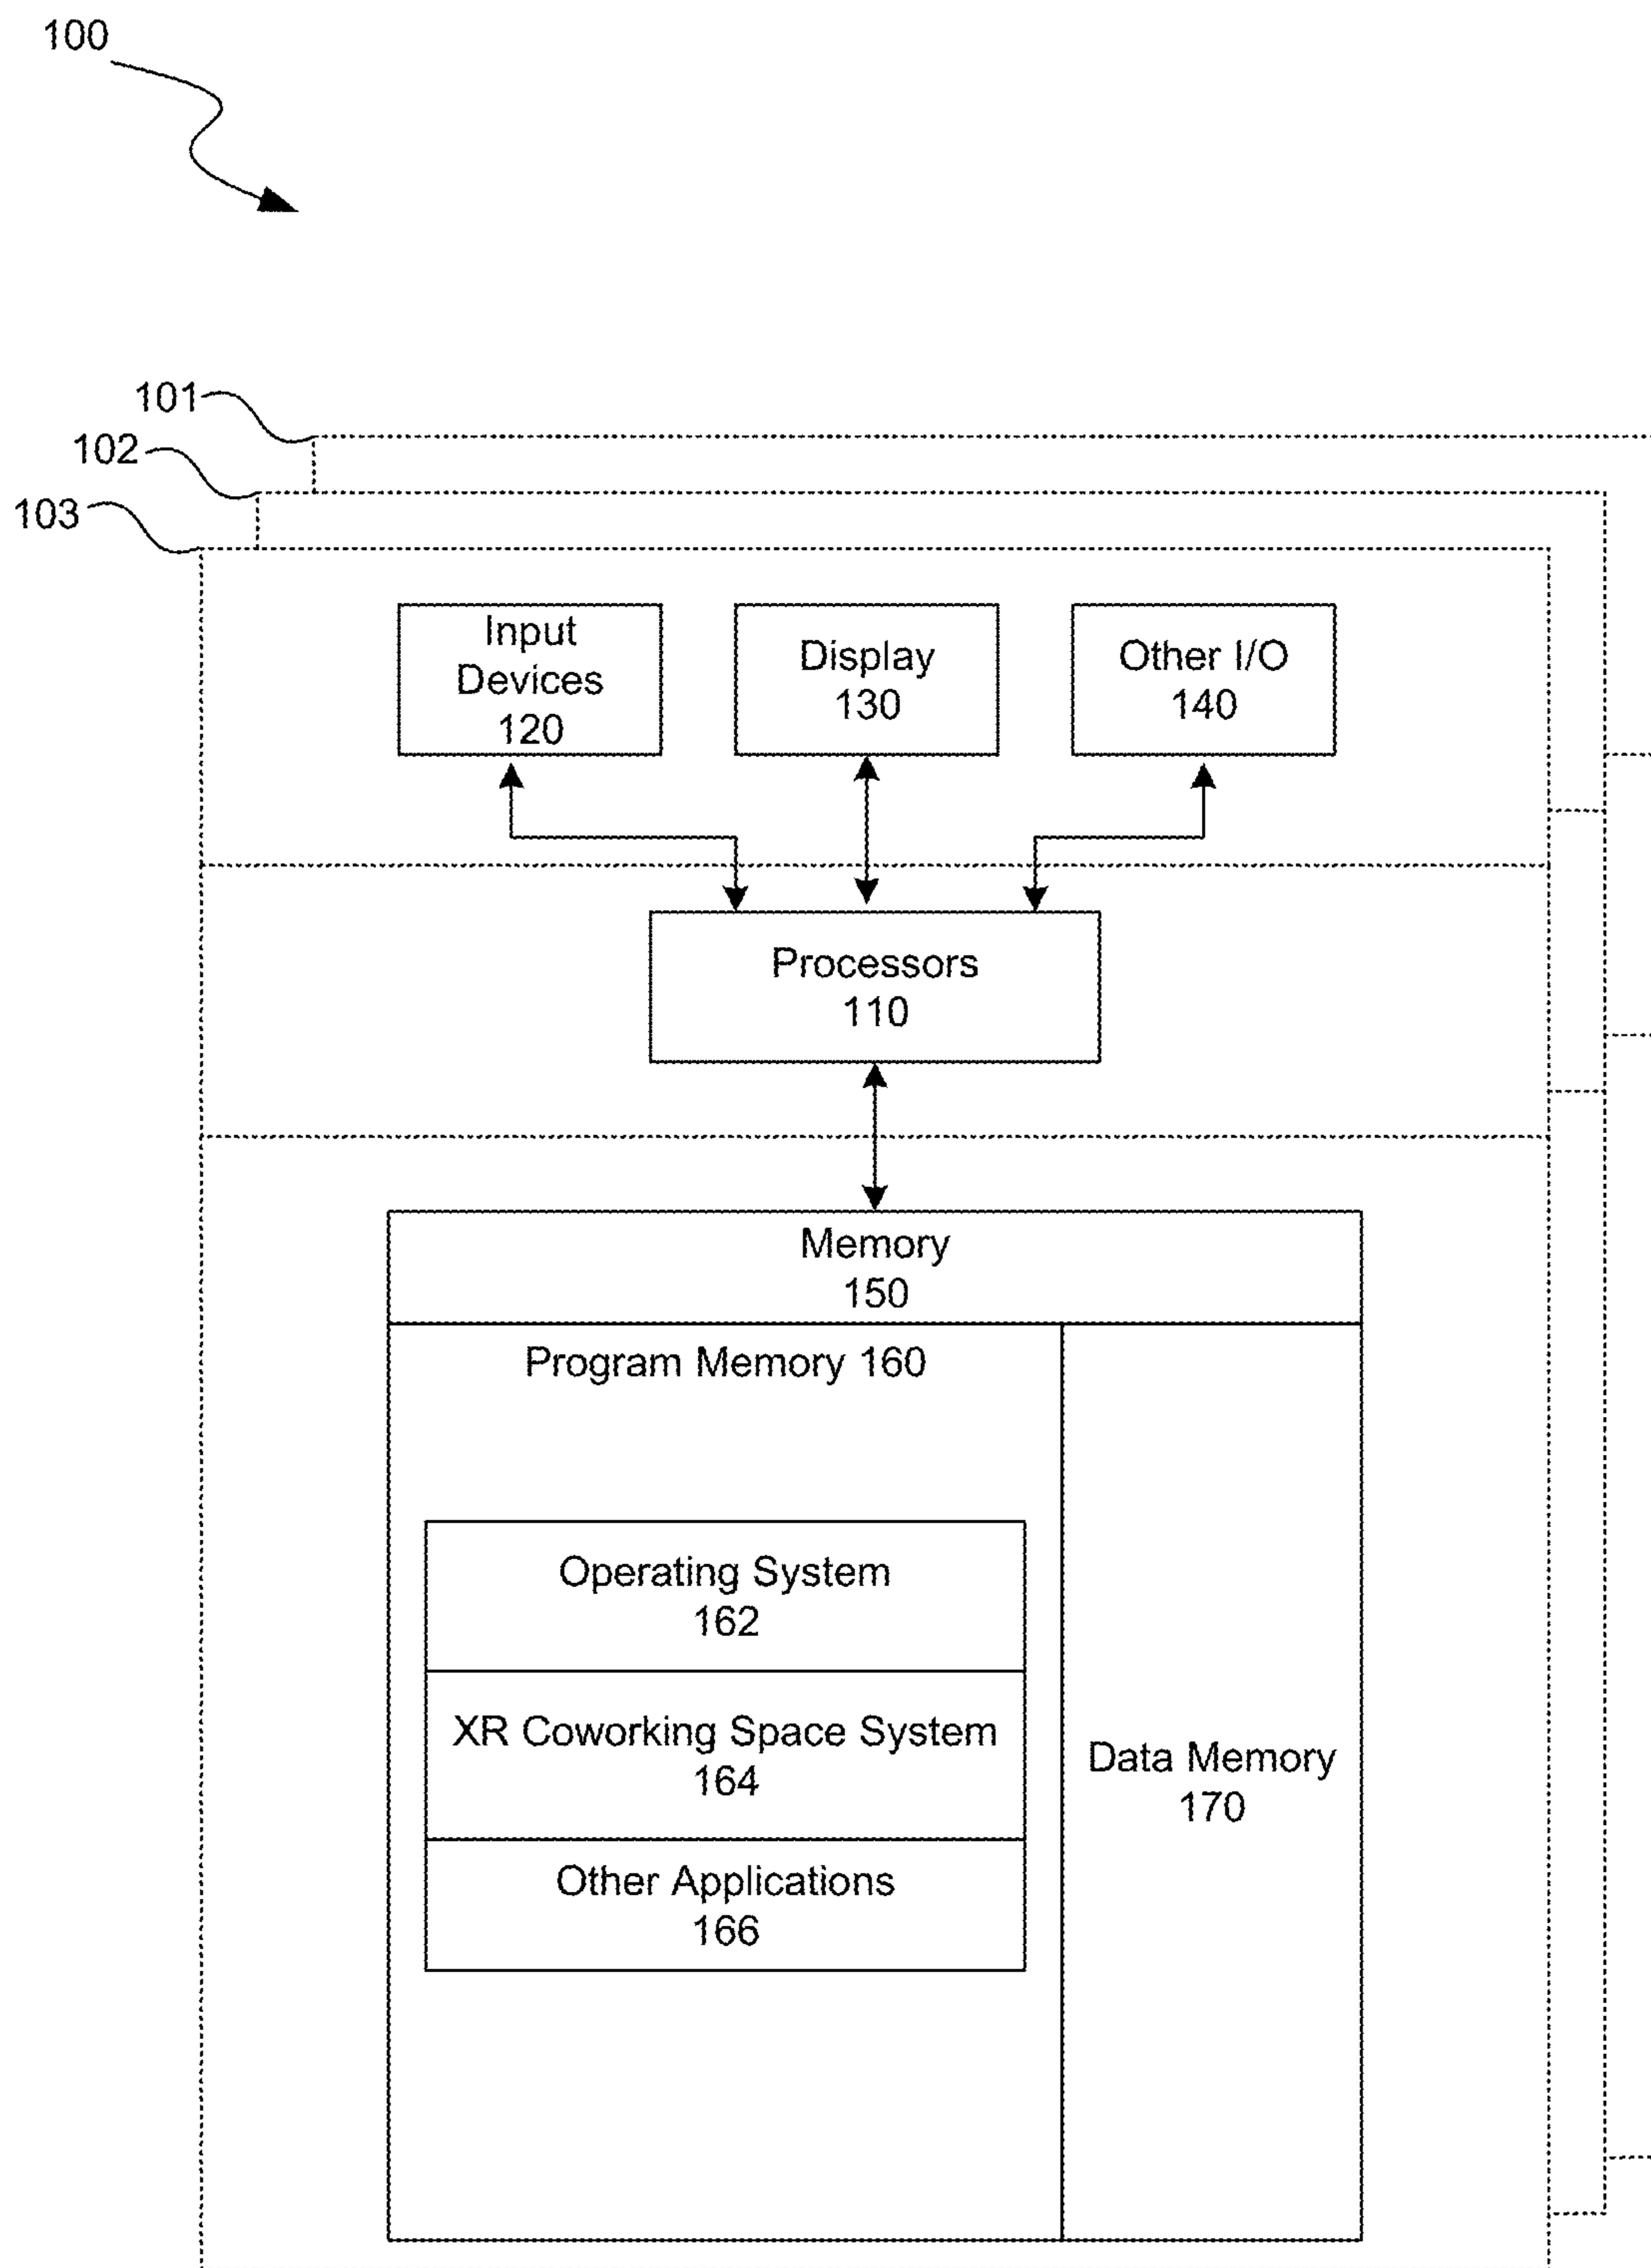 100
101
102
103
Input
Devices
120
Display
130
Other I/O
140
Processors
110
Memory
150
Program Memory 160
Operating System
162
XR Coworking Space System
164
Other Applications
166
Data Memory
170